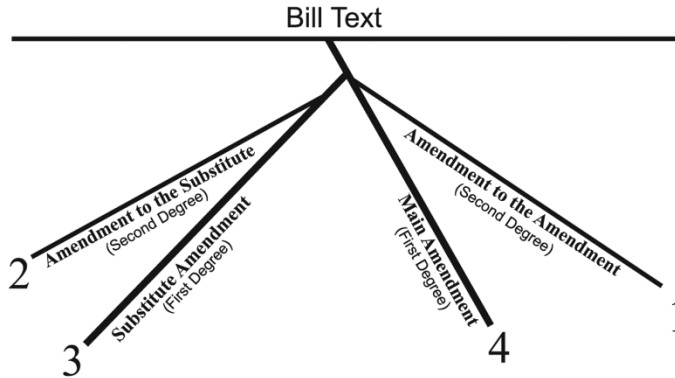 Bill Text
Amendment to the Substitute
(Second Degree)
2
Substitute Amendment
(First Degree)
3
Main Amendment
(First Degree)
4
Amendment to the Amendment
(Second Degree)